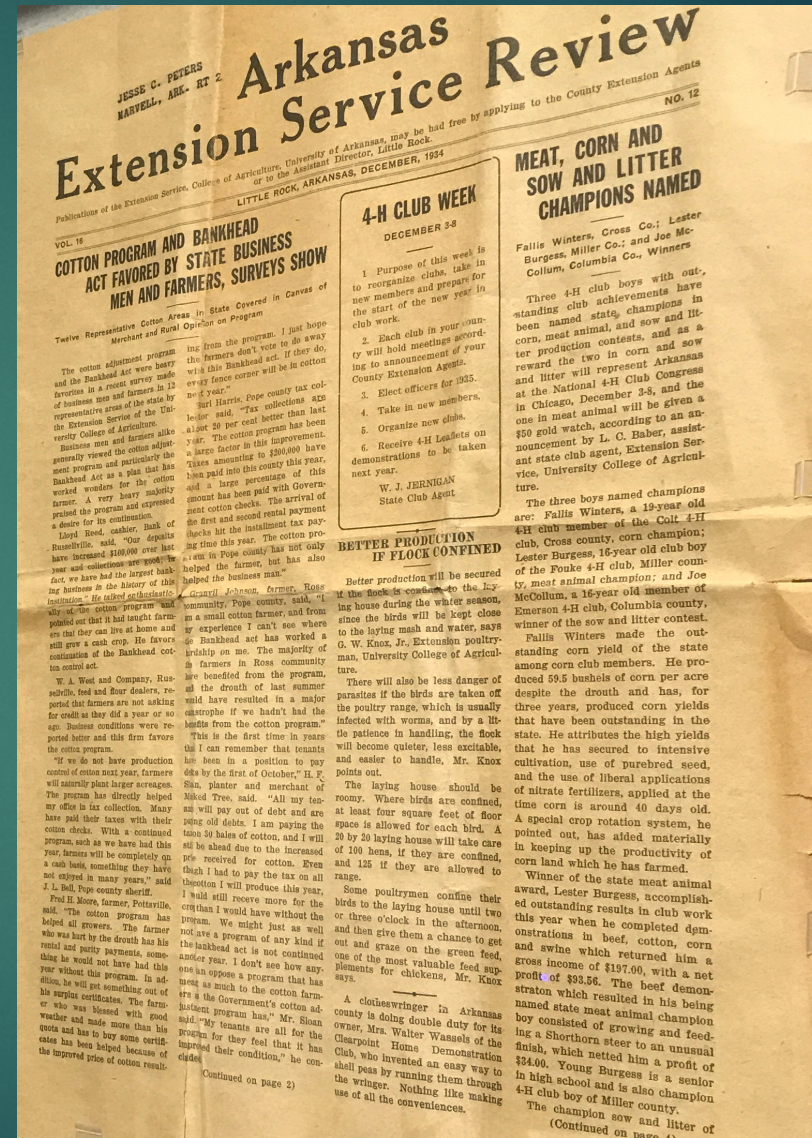 JESSE C. PETERS
MARVELL, ARK. RT 2
Arkansas
Extension Service Review
Publications of the Extension Service, College of Agriculture, University of Arkansas, may be had free by applying to the County Extension Agents
or to the Assistant Director, Little Rock.
VOL. 16
LITTLE ROCK, ARKANSAS, DECEMBER, 1934
NO. 12
COTTON PROGRAM AND BANKHEAD
ACT FAVORED BY STATE BUSINESS
MEN AND FARMERS, SURVEYS SHOW
Twelve Representative Cotton Areas in State Covered in Canvas of
Merchant and Rural Opinion on Program
The cotton adjustment program
and the Bankhead Act were heavy
favorites in a recent survey made
of business men and farmers in 12
representative areas of the state by
the Extension Service of the Uni-
versity College of Agriculture.
Business men and farmers alike
generally viewed the cotton adjust-
ment program and particularly the
Bankhead Act as a plan that has
worked wonders for the cotton
farmer. A very heavy majority
praised the program and expressed
a desire for its continuation.
Lloyd Reed, cashier, Bank of
Russellville, said, "Our deposits
have increased $100,000 over last
year and collections are good; in
fact, we have had the largest bank-
ing business in the history of this
institution." He talked enthusiastic-
ally of the cotton program and
pointed out that it had taught farm-
ers that they can live at home and
still grow a cash crop. He favors
continuation of the Bankhead cot-
ton control act.
W. A. West and Company, Rus-
sellville, feed and flour dealers, re-
ported that farmers are not asking
for credit as they did a year or so
ago. Business conditions were re-
ported better and this firm favors
the cotton program.
"If we do not have production
control of cotton next year, farmers
will naturally plant larger acreages.
The program has directly helped
my office in tax collection. Many
have paid their taxes with their
cotton checks. With a continued
program, such as we have had this
year, farmers will be completely on
a cash basis, something they have
not enjoyed in many years," said
J. L. Bell, Pope county sheriff.
Fred H. Moore, farmer, Pottsville,
said, "The cotton program has
helped all growers. The farmer
who was hurt by the drouth has his
rental and parity payments, some-
thing he would not have had this
year without this program. In ad-
dition, he will get something out of
his surplus certificates. The farm-
er who was blessed with good
weather and made more than his
quota and has to buy some certifi-
cates has been helped because of
the improved price of cotton result-
ing from the program. I just hope
the farmers don't vote to do away
with this Bankhead act. If they do,
every fence corner will be in cotton
next year."
Burl Harris, Pope county tax col-
lector said, "Tax collections are
about 20 per cent better than last
year. The cotton program has been
a large factor in this improvement.
Taxes amounting to $200,000 have
been paid into this county this year,
and a large percentage of this
amount has been paid with Govern-
ment cotton checks. The arrival of
the first and second rental payment
checks hit the installment tax pay-
ing time this year. The cotton pro-
gram in Pope county has not only
helped the farmer, but has also
helped the business man."
Granvil Johnson, farmer, Ross
community, Pope county, said, "I
am a small cotton farmer, and from
my experience I can't see where
the Bankhead act has worked a
hardship on me. The majority of
farmers in Ross community
have benefited from the program,
and the drouth of last summer
would have resulted in a major
catastrophe if we hadn't had the
benefits from the cotton program."
"This is the first time in years
that I can remember that tenants
have been in a position to pay
debts by the first of October," H. F.
Sloan, planter and merchant of
Marked Tree, said. "All my ten-
ants will pay out of debt and are
paying old debts. I am paying the
tax on 30 bales of cotton, and I will
still be ahead due to the increased
price received for cotton. Even
though I had to pay the tax on all
the cotton I will produce this year,
I would still receve more for the
crop than I would have without the
program. We might just as well
not have a program of any kind if
the Bankhead act is not continued
another year. I don't see how any-
one can oppose a program that has
meant as much to the cotton farm-
ers as the Government's cotton ad-
justment program has," Mr. Sloan
said. "My tenants are all for the
program for they feel that it has
improved their condition," he con-
cluded.
(Continued on page 2)
4-H CLUB WEEK
DECEMBER 3-8
1 Purpose of this week is
to reorganize clubs, take in
new members and prepare for
the start of the new year in
club work.
2. Each club in your coun-
ty will hold meetings accord-
ing to announcement of your
County Extension Agents.
3. Elect officers for 1935.
4. Take in new members.
5. Organize new clubs.
6. Receive 4-H Leaflets on
demonstrations to be taken
next year.
W. J. JERNIGAN
State Club Agent
BETTER PRODUCTION
IF FLOCK CONFINED
Better production will be secured
if the flock is confined to the lay-
ing house during the winter season,
since the birds will be kept close
to the laying mash and water, says
G. W. Knox, Jr., Extension poultry-
man, University College of Agricul-
ture.
There will also be less danger of
parasites if the birds are taken off
the poultry range, which is usually
infected with worms, and by a lit-
tle patience in handling, the flock
will become quieter, less excitable,
and easier to handle, Mr. Knox
points out.
The laying house should be
roomy. Where birds are confined,
at least four square feet of floor
space is allowed for each bird. A
20 by 20 laying house will take care
of 100 hens, if they are confined,
and 125 if they are allowed to
range.
Some poultrymen confine their
birds to the laying house until two
or three o'clock in the afternoon,
and then give them a chance to get
out and graze on the green feed,
one of the most valuable feed sup-
plements for chickens, Mr. Knox
says.
A clotheswringer in Arkansas
county is doing double duty for its
owner, Mrs. Walter Wassels of the
Clearpoint Home Demonstration
Club, who invented an easy way to
shell peas by running them through
the wringer. Nothing like making
use of all the conveniences.
MEAT, CORN AND
SOW AND LITTER
CHAMPIONS NAMED
Fallis Winters, Cross Co.; Lester
Burgess, Miller Co.; and Joe Mc-
Collum, Columbia Co., Winners
Three 4-H club boys with out-
standing club achievements have
been named state champions in
corn, meat animal, and sow and lit-
ter production contests, and as a
reward the two in corn and sow
and litter will represent Arkansas
at the National 4-H Club Congress
in Chicago, December 3-8, and the
one in meat animal will be given a
$50 gold watch, according to an an-
nouncement by L. C. Baber, assist-
ant state club agent, Extension Ser-
vice, University College of Agricul-
ture.
The three boys named champions
are: Fallis Winters, a 19-year old
4-H club member of the Colt 4-H
club, Cross county, corn champion;
Lester Burgess, 16-year old club boy
of the Fouke 4-H club, Miller coun-
ty, meat animal champion; and Joe
McCollum, a 16-year old member of
Emerson 4-H club, Columbia county,
winner of the sow and litter contest.
Fallis Winters made the out-
standing corn yield of the state
among corn club members. He pro-
duced 59.5 bushels of corn per acre
despite the drouth and has, for
three years, produced corn yields
that have been outstanding in the
state. He attributes the high yields
that he has secured to intensive
cultivation, use of purebred seed,
and the use of liberal applications
of nitrate fertilizers, applied at the
time corn is around 40 days old.
A special crop rotation system, he
pointed out, has aided materially
in keeping up the productivity of
corn land which he has farmed.
Winner of the state meat animal
award, Lester Burgess, accomplish-
ed outstanding results in club work
this year when he completed dem-
onstrations in beef, cotton, corn
and swine which returned him a
gross income of $197.00, with a net
profit of $93.56. The beef demon-
straton which resulted in his being
named state meat animal champion
boy consisted of growing and feed-
ing a Shorthorn steer to an unusual
finish, which netted him a profit of
$34.00. Young Burgess is a senior
in high school and is also champion
4-H club boy of Miller county.
The champion sow and litter of
(Continued on page 4)